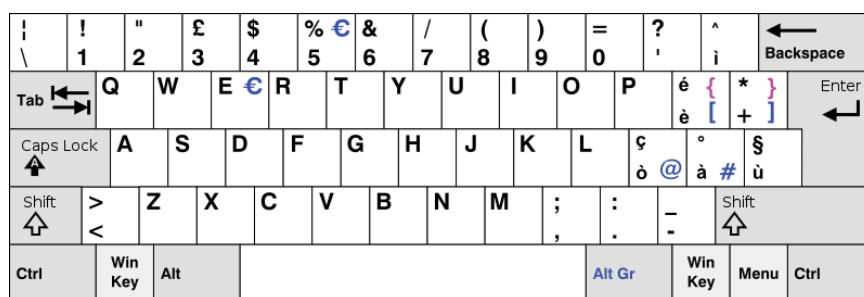 ¦ ! " £ $ % € & / ( ) = ? ^ Backspace
\ 1 2 3 4 5 6 7 8 9 0 ' ì
Tab Q W E € R T Y U I O P é { * } Enter
è [ + ]
Caps Lock A S D F G H J K L ç ° §
A ò @ à # ù
Shift > Z X C V B N M ; : _ Shift
< , . -
Ctrl Win Key Alt Alt Gr Win Key Menu Ctrl